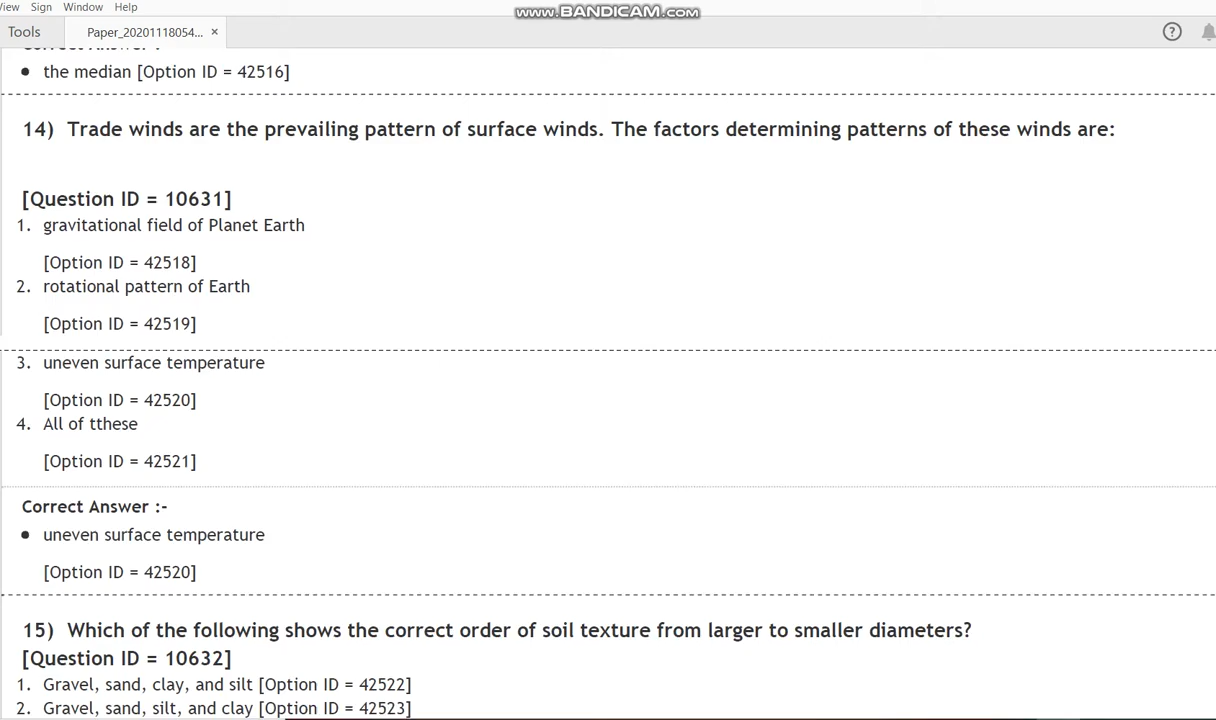 View Sign Window Help
www.BANDICAM.com
Tools Paper_20201118054... ×
?
• the median [Option ID = 42516]
14) Trade winds are the prevailing pattern of surface winds. The factors determining patterns of these winds are:
[Question ID = 10631]
1. gravitational field of Planet Earth
[Option ID = 42518]
2. rotational pattern of Earth
[Option ID = 42519]
3. uneven surface temperature
[Option ID = 42520]
4. All of tthese
[Option ID = 42521]
Correct Answer :-
• uneven surface temperature
[Option ID = 42520]
15) Which of the following shows the correct order of soil texture from larger to smaller diameters?
[Question ID = 10632]
1. Gravel, sand, clay, and silt [Option ID = 42522]
2. Gravel, sand, silt, and clay [Option ID = 42523]